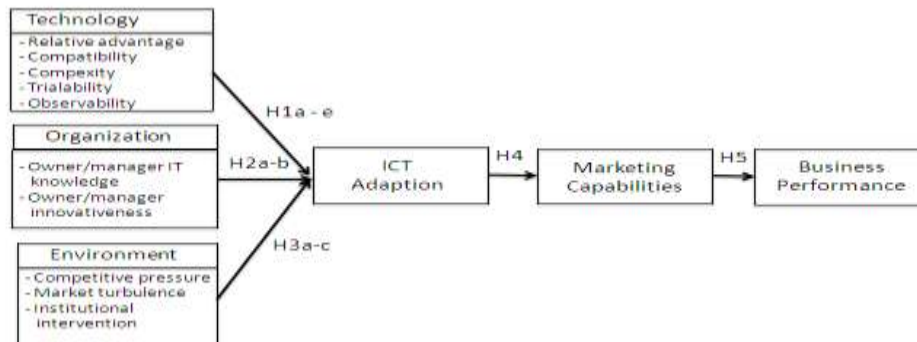 Technology
- Relative advantage
- Compatibility
- Compexity
- Trialability
- Observability
H1a - e
Organization
- Owner/manager IT
knowledge
- Owner/manager
innovativeness
H2a-b
Environment
- Competitive pressure
- Market turbulence
- Institutional
intervention
H3a-c
ICT
Adaption
H4
Marketing
Capabilities
H5
Business
Performance